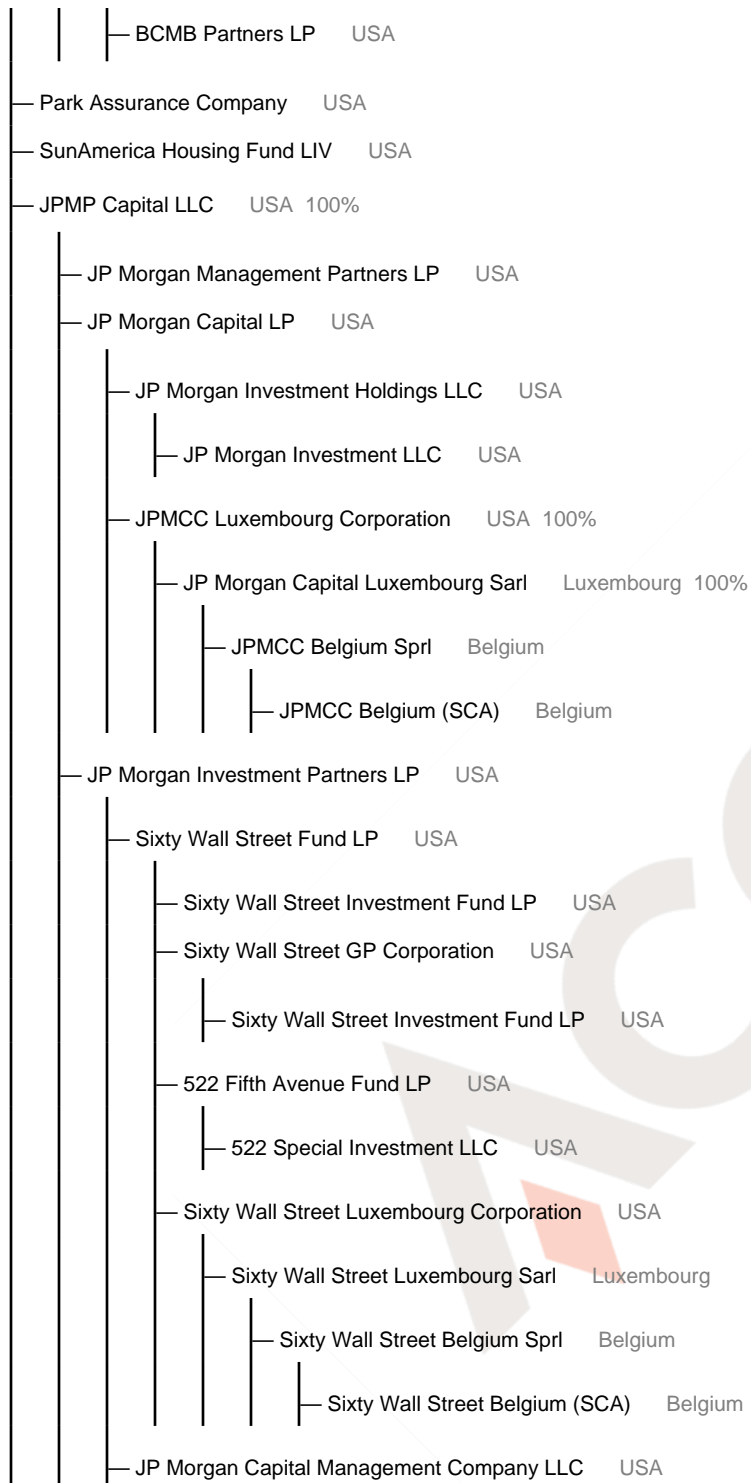 BCMB Partners LP USA
Park Assurance Company USA
SunAmerica Housing Fund LIV USA
JPMP Capital LLC USA 100%
JP Morgan Management Partners LP USA
JP Morgan Capital LP USA
JP Morgan Investment Holdings LLC USA
JP Morgan Investment LLC USA
JPMCC Luxembourg Corporation USA 100%
JP Morgan Capital Luxembourg Sarl Luxembourg 100%
JPMCC Belgium Sprl Belgium
JPMCC Belgium (SCA) Belgium
JP Morgan Investment Partners LP USA
Sixty Wall Street Fund LP USA
Sixty Wall Street Investment Fund LP USA
Sixty Wall Street GP Corporation USA
Sixty Wall Street Investment Fund LP USA
522 Fifth Avenue Fund LP USA
522 Special Investment LLC USA
Sixty Wall Street Luxembourg Corporation USA
Sixty Wall Street Luxembourg Sarl Luxembourg
Sixty Wall Street Belgium Sprl Belgium
Sixty Wall Street Belgium (SCA) Belgium
JP Morgan Capital Management Company LLC USA